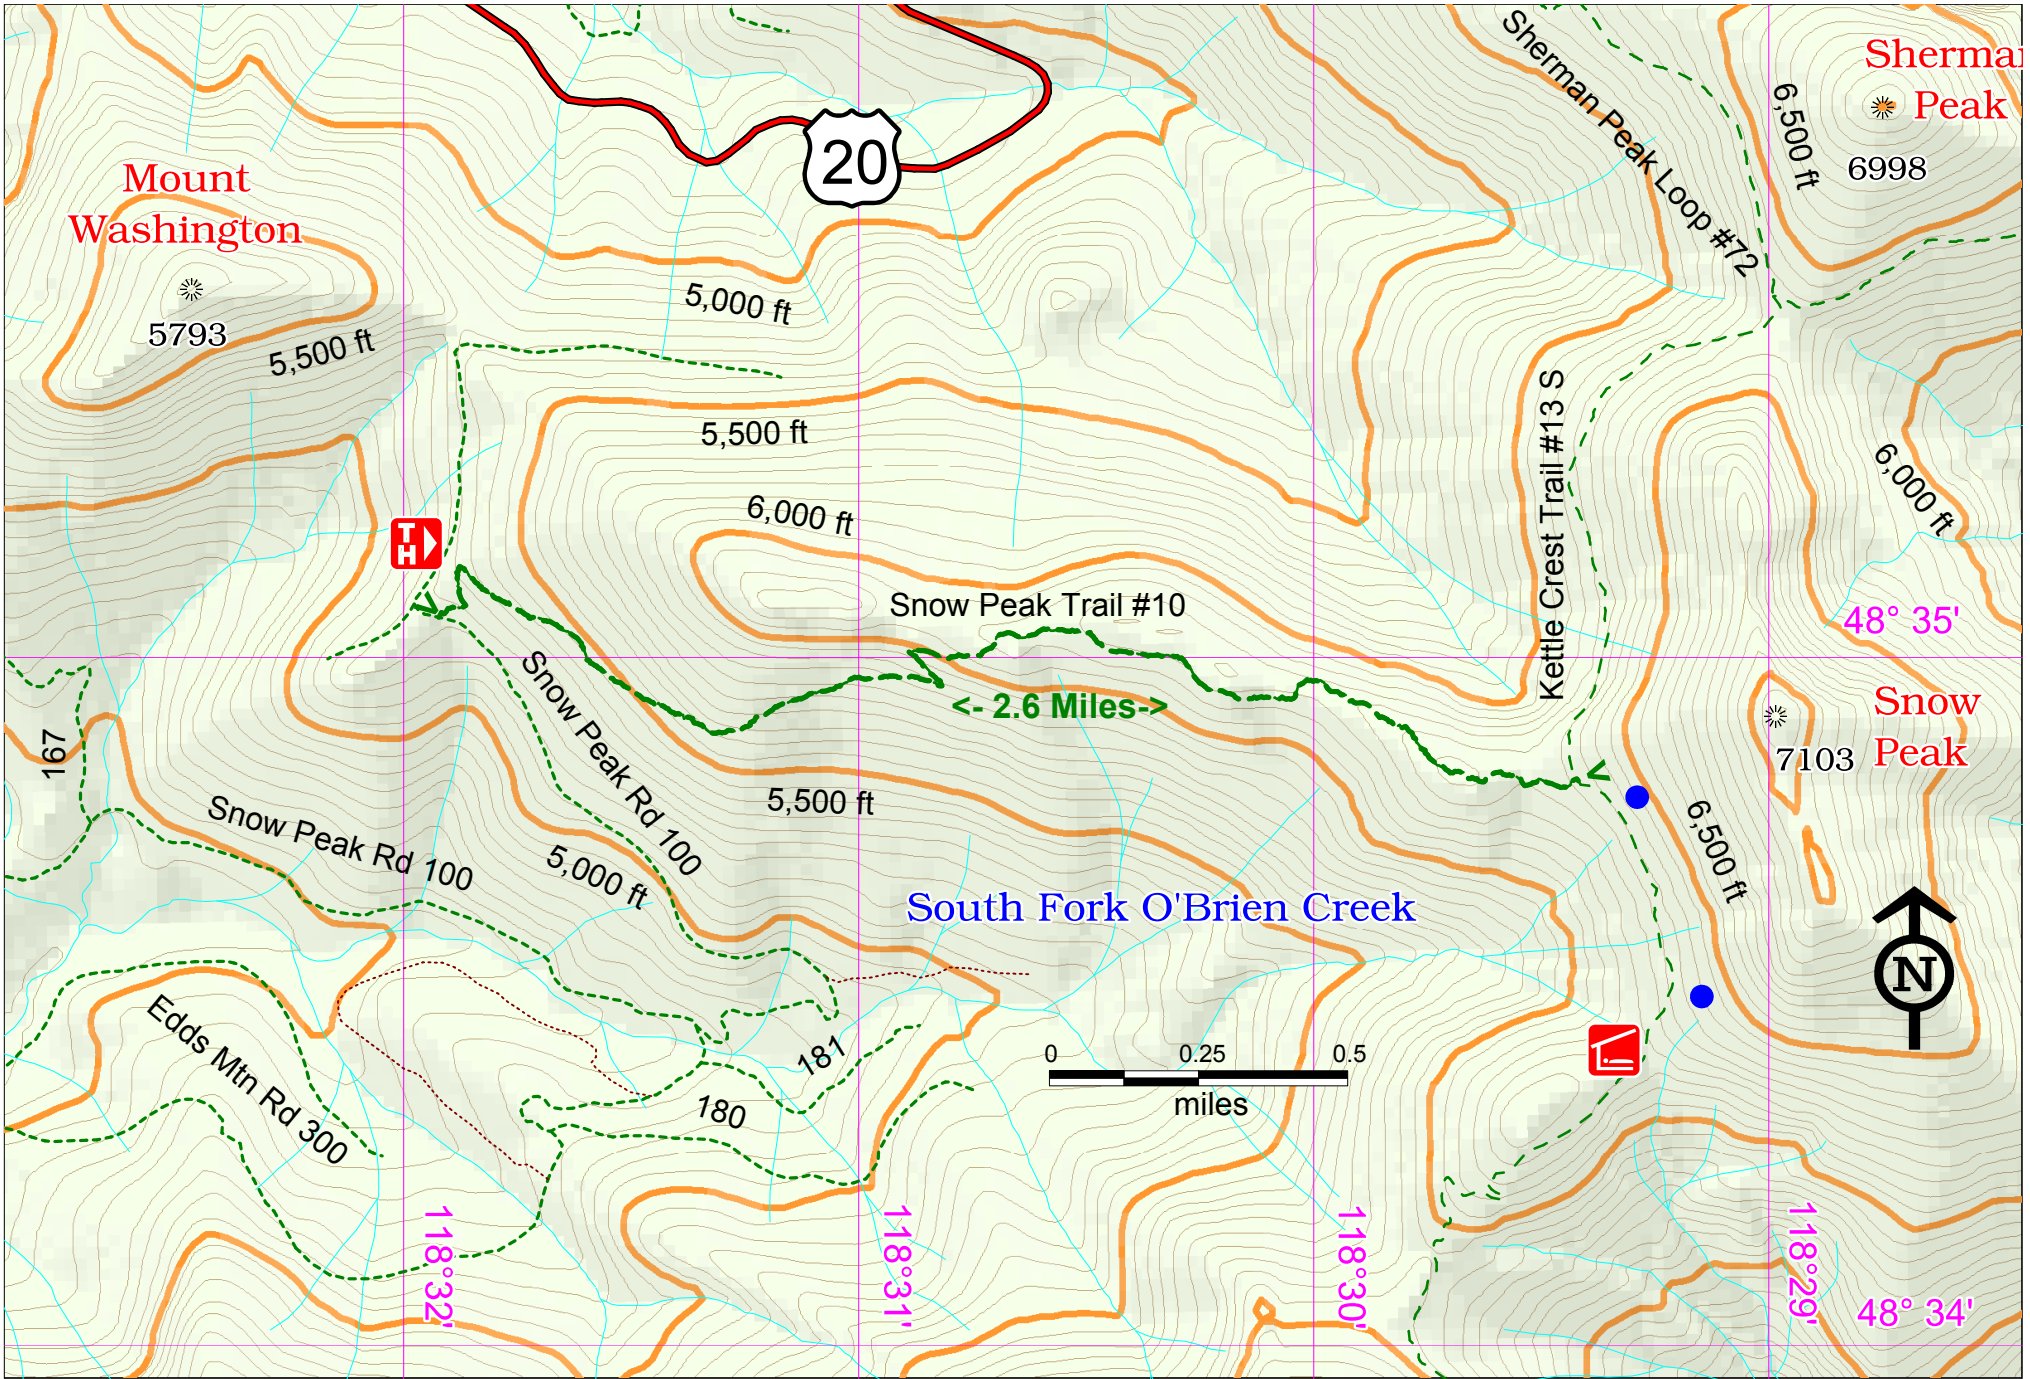 Sherman
Peak
6998
Sherman Peak Loop #72
6,500 ft
20
Mount
Washington
5793
5,500 ft
5,000 ft
5,500 ft
6,000 ft
Kettle Crest Trail #13 S
6,000 ft
TH
Snow Peak Trail #10
48° 35'
<- 2.6 Miles->
Snow
Peak
7103
Snow Peak Rd 100
167
Snow Peak Rd 100
5,500 ft
5,000 ft
6,500 ft
South Fork O'Brien Creek
N
Edds Mtn Rd 300
181
180
0 0.25 0.5
miles
118°32'
118°31'
118°30'
118°29'
48° 34'